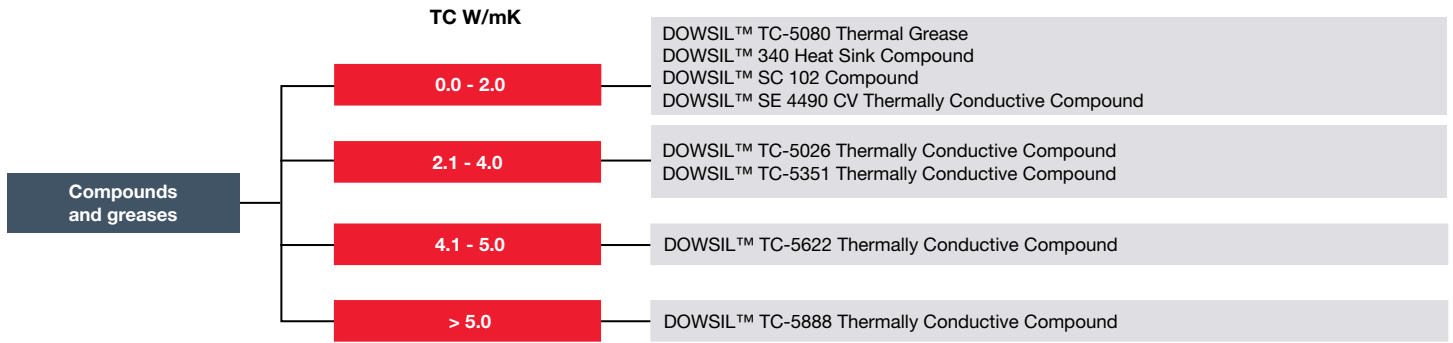 TC W/mK
Compounds
and greases
0.0 - 2.0
DOWSIL™ TC-5080 Thermal Grease
DOWSIL™ 340 Heat Sink Compound
DOWSIL™ SC 102 Compound
DOWSIL™ SE 4490 CV Thermally Conductive Compound
2.1 - 4.0
DOWSIL™ TC-5026 Thermally Conductive Compound
DOWSIL™ TC-5351 Thermally Conductive Compound
4.1 - 5.0
DOWSIL™ TC-5622 Thermally Conductive Compound
> 5.0
DOWSIL™ TC-5888 Thermally Conductive Compound